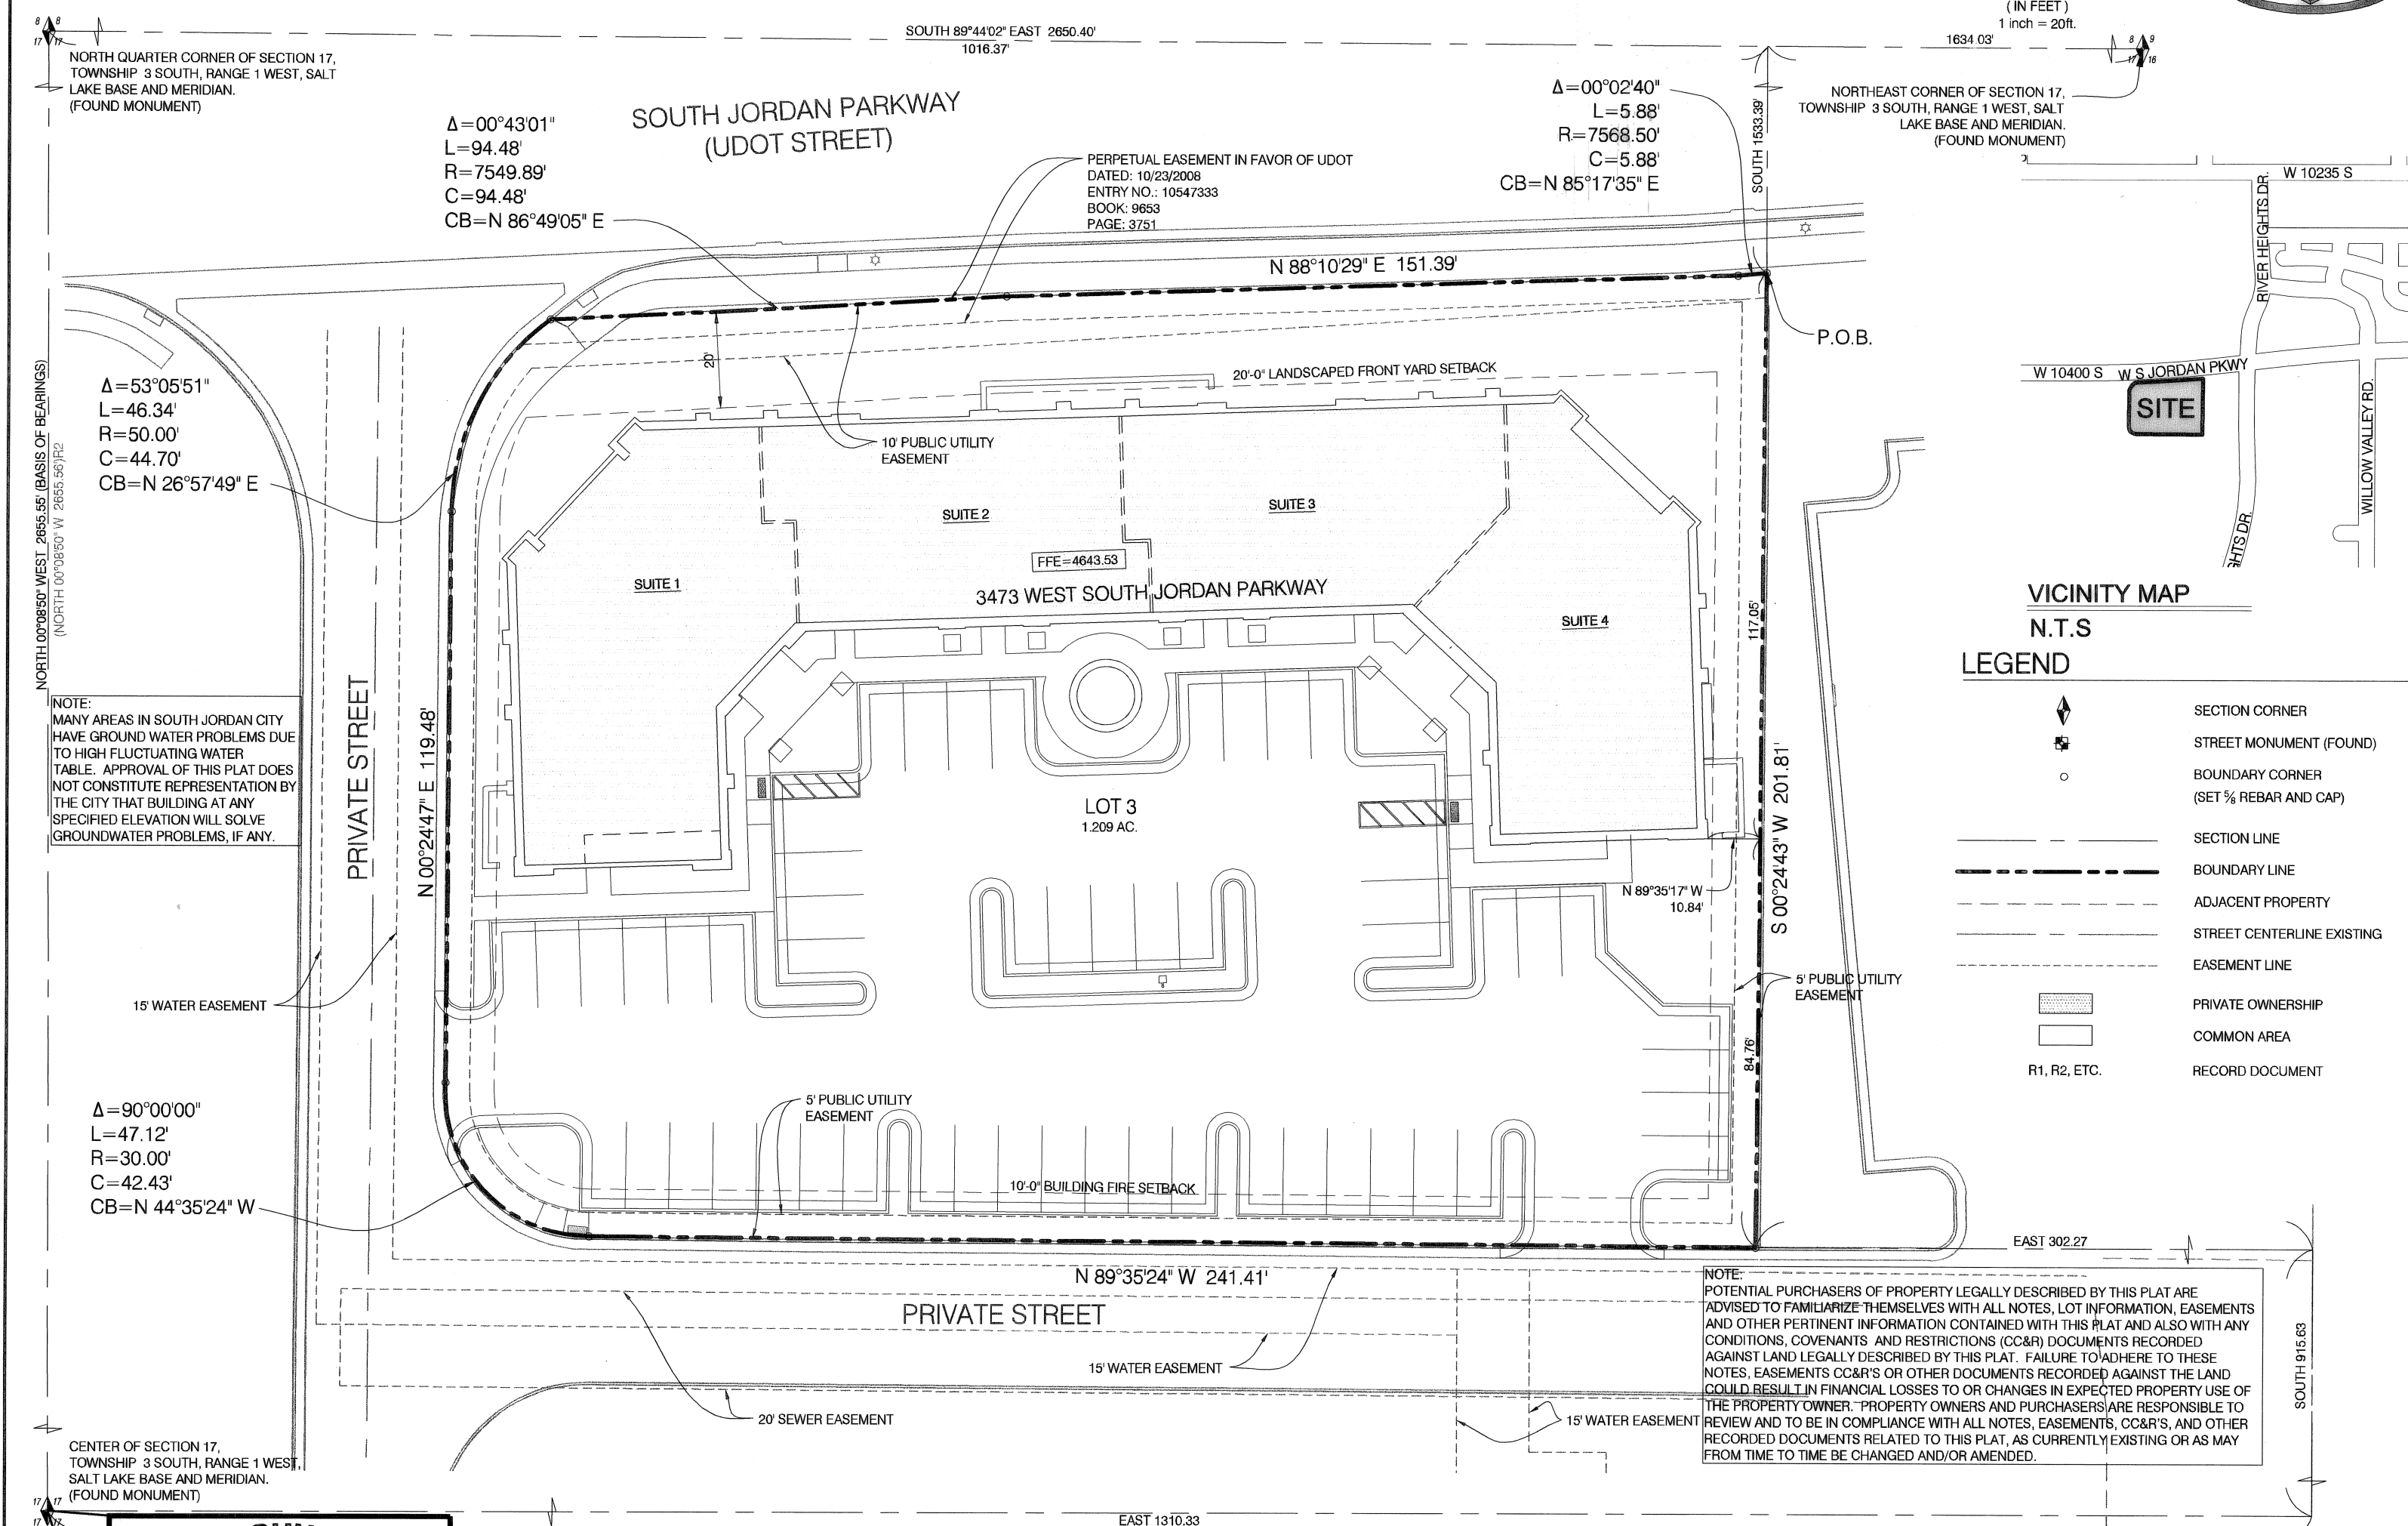 ( IN FEET )
1 inch = 20ft.
SOUTH 89°44'02" EAST 2650.40'
1016.37'
1634.03'
8 8
17 17
NORTH QUARTER CORNER OF SECTION 17,
TOWNSHIP 3 SOUTH, RANGE 1 WEST, SALT
LAKE BASE AND MERIDIAN.
(FOUND MONUMENT)
8 9
17 16
NORTHEAST CORNER OF SECTION 17,
TOWNSHIP 3 SOUTH, RANGE 1 WEST, SALT
LAKE BASE AND MERIDIAN.
(FOUND MONUMENT)
SOUTH JORDAN PARKWAY
(UDOT STREET)
Δ=00°43'01"
L=94.48'
R=7549.89'
C=94.48'
CB=N 86°49'05" E
PERPETUAL EASEMENT IN FAVOR OF UDOT
DATED: 10/23/2008
ENTRY NO.: 10547333
BOOK: 9653
PAGE: 3751
Δ=00°02'40"
L=5.88'
R=7568.50'
C=5.88'
CB=N 85°17'35" E
SOUTH 1533.39'
N 88°10'29" E 151.39'
P.O.B.
W 10235 S
RIVER HEIGHTS DR.
W 10400 S
W S JORDAN PKWY
SITE
WILLOW VALLEY RD.
GHTS DR.
VICINITY MAP
N.T.S
Δ=53°05'51"
L=46.34'
R=50.00'
C=44.70'
CB=N 26°57'49" E
NORTH 00°08'50" WEST 2655.55' (BASIS OF BEARINGS)
(NORTH 00°08'50" W 2655.56')R2
20'
20'-0" LANDSCAPED FRONT YARD SETBACK
10' PUBLIC UTILITY
EASEMENT
SUITE 1
SUITE 2
SUITE 3
SUITE 4
FFE=4643.53
3473 WEST SOUTH JORDAN PARKWAY
117.05'
LEGEND
SECTION CORNER
STREET MONUMENT (FOUND)
BOUNDARY CORNER
(SET ⅝ REBAR AND CAP)
SECTION LINE
BOUNDARY LINE
ADJACENT PROPERTY
STREET CENTERLINE EXISTING
EASEMENT LINE
PRIVATE OWNERSHIP
COMMON AREA
R1, R2, ETC. RECORD DOCUMENT
NOTE:
MANY AREAS IN SOUTH JORDAN CITY
HAVE GROUND WATER PROBLEMS DUE
TO HIGH FLUCTUATING WATER
TABLE. APPROVAL OF THIS PLAT DOES
NOT CONSTITUTE REPRESENTATION BY
THE CITY THAT BUILDING AT ANY
SPECIFIED ELEVATION WILL SOLVE
GROUNDWATER PROBLEMS, IF ANY.
PRIVATE STREET
N 00°24'47" E 119.48'
LOT 3
1.209 AC.
N 89°35'17" W
10.84'
S 00°24'43" W 201.81'
5' PUBLIC UTILITY
EASEMENT
84.76'
15' WATER EASEMENT
Δ=90°00'00"
L=47.12'
R=30.00'
C=42.43'
CB=N 44°35'24" W
5' PUBLIC UTILITY
EASEMENT
10'-0" BUILDING FIRE SETBACK
N 89°35'24" W 241.41'
PRIVATE STREET
15' WATER EASEMENT
20' SEWER EASEMENT
15' WATER EASEMENT
EAST 302.27
SOUTH 915.63
NOTE:
POTENTIAL PURCHASERS OF PROPERTY LEGALLY DESCRIBED BY THIS PLAT ARE
ADVISED TO FAMILIARIZE THEMSELVES WITH ALL NOTES, LOT INFORMATION, EASEMENTS
AND OTHER PERTINENT INFORMATION CONTAINED WITH THIS PLAT AND ALSO WITH ANY
CONDITIONS, COVENANTS AND RESTRICTIONS (CC&R) DOCUMENTS RECORDED
AGAINST LAND LEGALLY DESCRIBED BY THIS PLAT. FAILURE TO ADHERE TO THESE
NOTES, EASEMENTS CC&R'S OR OTHER DOCUMENTS RECORDED AGAINST THE LAND
COULD RESULT IN FINANCIAL LOSSES TO OR CHANGES IN EXPECTED PROPERTY USE OF
THE PROPERTY OWNER. PROPERTY OWNERS AND PURCHASERS ARE RESPONSIBLE TO
REVIEW AND TO BE IN COMPLIANCE WITH ALL NOTES, EASEMENTS, CC&R'S, AND OTHER
RECORDED DOCUMENTS RELATED TO THIS PLAT, AS CURRENTLY EXISTING OR AS MAY
FROM TIME TO TIME BE CHANGED AND/OR AMENDED.
CENTER OF SECTION 17,
TOWNSHIP 3 SOUTH, RANGE 1 WEST,
SALT LAKE BASE AND MERIDIAN.
(FOUND MONUMENT)
17 17
17 17
EAST 1310.33